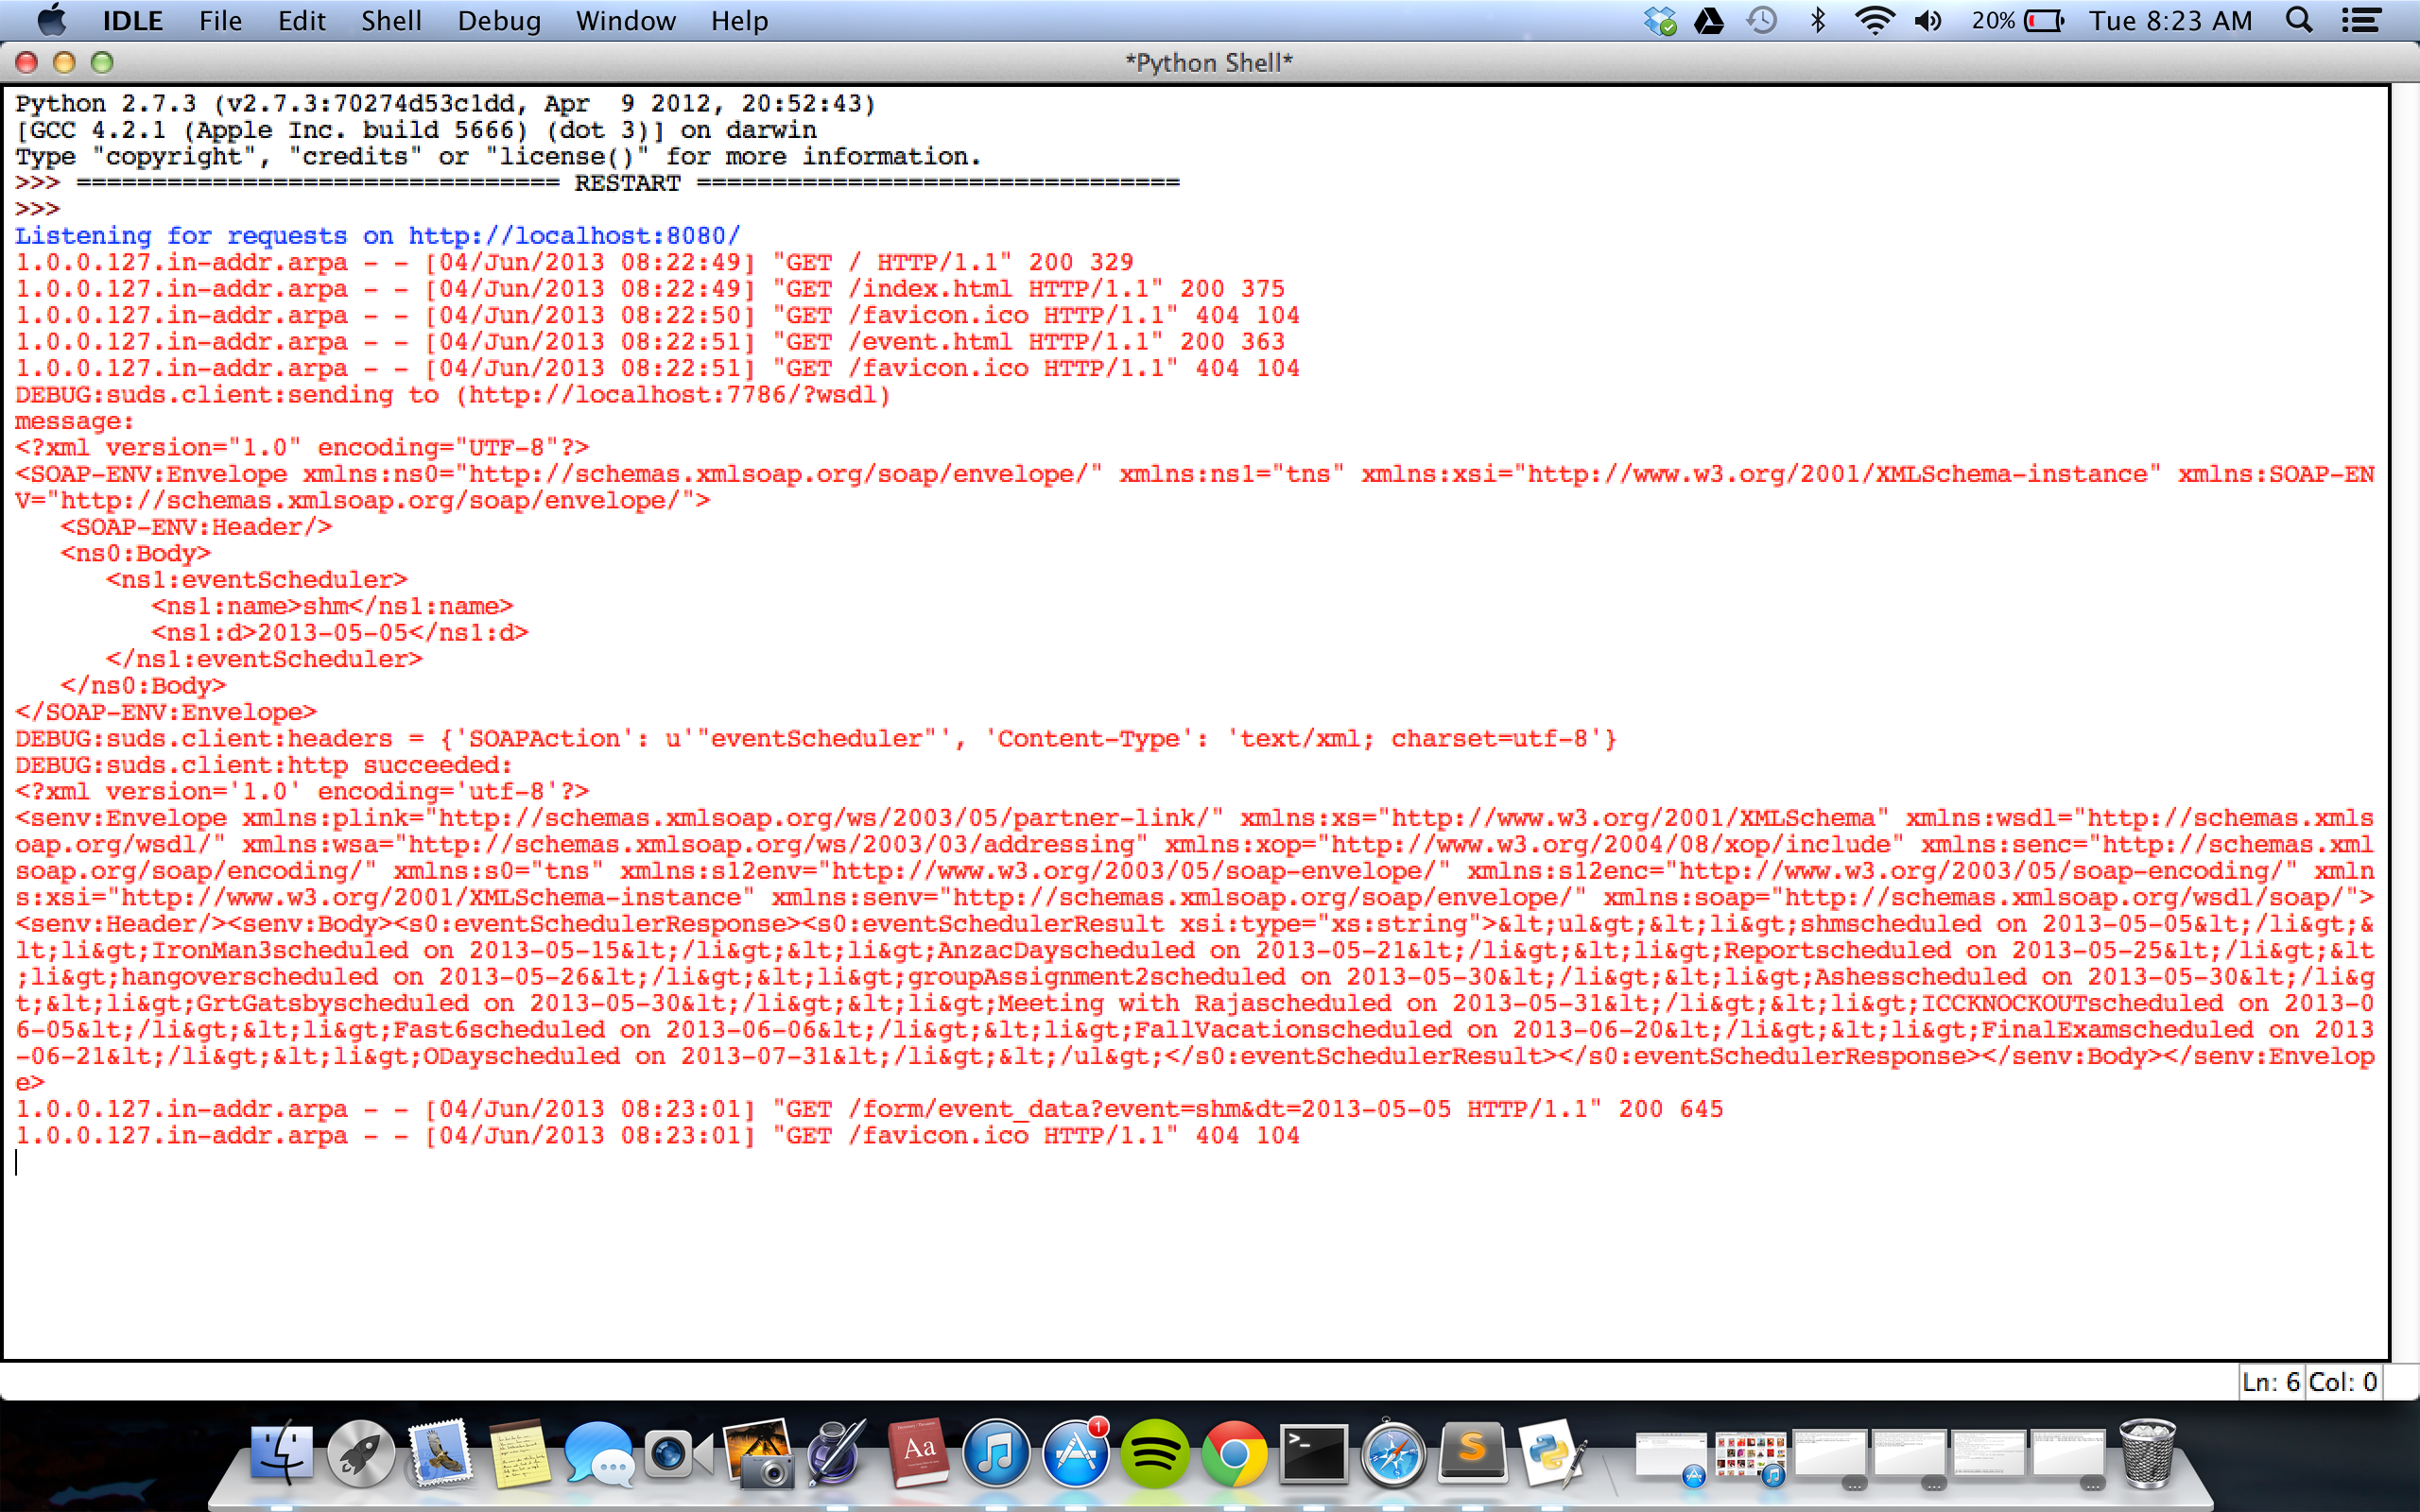 IDLE File Edit Shell Debug Window Help 20% Tue 8:23 AM
*Python Shell*
Python 2.7.3 (v2.7.3:70274d53c1dd, Apr  9 2012, 20:52:43)
[GCC 4.2.1 (Apple Inc. build 5666) (dot 3)] on darwin
Type "copyright", "credits" or "license()" for more information.
>>> ================================ RESTART ================================
>>>
Listening for requests on http://localhost:8080/
1.0.0.127.in-addr.arpa - - [04/Jun/2013 08:22:49] "GET / HTTP/1.1" 200 329
1.0.0.127.in-addr.arpa - - [04/Jun/2013 08:22:49] "GET /index.html HTTP/1.1" 200 375
1.0.0.127.in-addr.arpa - - [04/Jun/2013 08:22:50] "GET /favicon.ico HTTP/1.1" 404 104
1.0.0.127.in-addr.arpa - - [04/Jun/2013 08:22:51] "GET /event.html HTTP/1.1" 200 363
1.0.0.127.in-addr.arpa - - [04/Jun/2013 08:22:51] "GET /favicon.ico HTTP/1.1" 404 104
DEBUG:suds.client:sending to (http://localhost:7786/?wsdl)
message:
<?xml version="1.0" encoding="UTF-8"?>
<SOAP-ENV:Envelope xmlns:ns0="http://schemas.xmlsoap.org/soap/envelope/" xmlns:ns1="tns" xmlns:xsi="http://www.w3.org/2001/XMLSchema-instance" xmlns:SOAP-EN
V="http://schemas.xmlsoap.org/soap/envelope/">
   <SOAP-ENV:Header/>
   <ns0:Body>
      <ns1:eventScheduler>
         <ns1:name>shm</ns1:name>
         <ns1:d>2013-05-05</ns1:d>
      </ns1:eventScheduler>
   </ns0:Body>
</SOAP-ENV:Envelope>
DEBUG:suds.client:headers = {'SOAPAction': u'"eventScheduler"', 'Content-Type': 'text/xml; charset=utf-8'}
DEBUG:suds.client:http succeeded:
<?xml version='1.0' encoding='utf-8'?>
<senv:Envelope xmlns:plink="http://schemas.xmlsoap.org/ws/2003/05/partner-link/" xmlns:xs="http://www.w3.org/2001/XMLSchema" xmlns:wsdl="http://schemas.xmls
oap.org/wsdl/" xmlns:wsa="http://schemas.xmlsoap.org/ws/2003/03/addressing" xmlns:xop="http://www.w3.org/2004/08/xop/include" xmlns:senc="http://schemas.xml
soap.org/soap/encoding/" xmlns:s0="tns" xmlns:s12env="http://www.w3.org/2003/05/soap-envelope/" xmlns:s12enc="http://www.w3.org/2003/05/soap-encoding/" xmln
s:xsi="http://www.w3.org/2001/XMLSchema-instance" xmlns:senv="http://schemas.xmlsoap.org/soap/envelope/" xmlns:soap="http://schemas.xmlsoap.org/wsdl/soap/">
<senv:Header/><senv:Body><s0:eventSchedulerResponse><s0:eventSchedulerResult xsi:type="xs:string">&lt;ul&gt;&lt;li&gt;shmscheduled on 2013-05-05&lt;/li&gt;&
lt;li&gt;IronMan3scheduled on 2013-05-15&lt;/li&gt;&lt;li&gt;AnzacDayscheduled on 2013-05-21&lt;/li&gt;&lt;li&gt;Reportscheduled on 2013-05-25&lt;/li&gt;&lt
;li&gt;hangoverscheduled on 2013-05-26&lt;/li&gt;&lt;li&gt;groupAssignment2scheduled on 2013-05-30&lt;/li&gt;&lt;li&gt;Ashesscheduled on 2013-05-30&lt;/li&g
t;&lt;li&gt;GrtGatsbyscheduled on 2013-05-30&lt;/li&gt;&lt;li&gt;Meeting with Rajascheduled on 2013-05-31&lt;/li&gt;&lt;li&gt;ICCKNOCKOUTscheduled on 2013-0
6-05&lt;/li&gt;&lt;li&gt;Fast6scheduled on 2013-06-06&lt;/li&gt;&lt;li&gt;FallVacationscheduled on 2013-06-20&lt;/li&gt;&lt;li&gt;FinalExamscheduled on 2013
-06-21&lt;/li&gt;&lt;li&gt;ODayscheduled on 2013-07-31&lt;/li&gt;&lt;/ul&gt;</s0:eventSchedulerResult></s0:eventSchedulerResponse></senv:Body></senv:Envelop
e>
1.0.0.127.in-addr.arpa - - [04/Jun/2013 08:23:01] "GET /form/event_data?event=shm&dt=2013-05-05 HTTP/1.1" 200 645
1.0.0.127.in-addr.arpa - - [04/Jun/2013 08:23:01] "GET /favicon.ico HTTP/1.1" 404 104
Ln: 6 Col: 0
Aa
1
>_
S